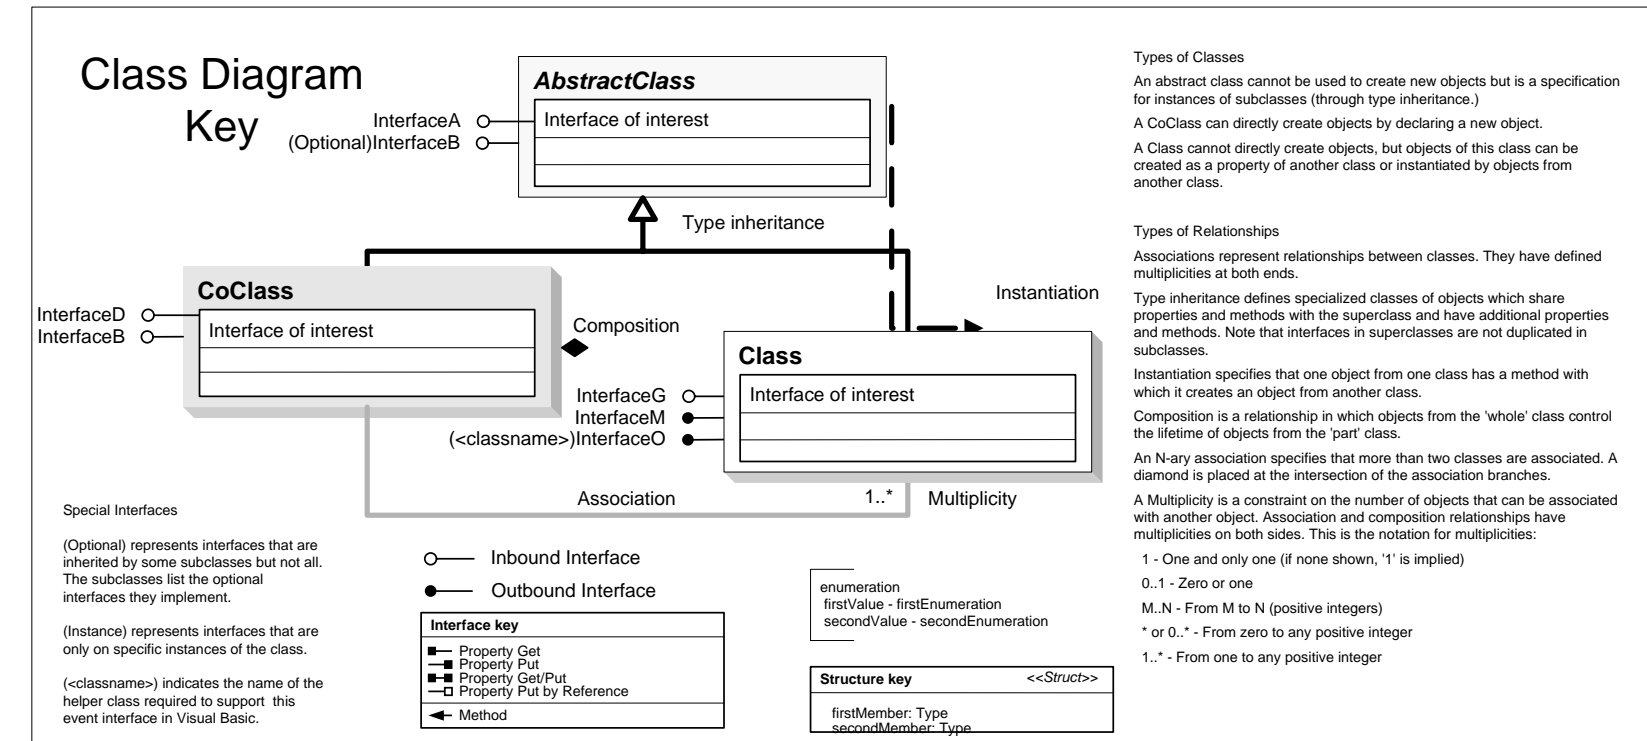 Class Diagram
Key
AbstractClass
Interface of interest
InterfaceA
(Optional)InterfaceB
Type inheritance
CoClass
Interface of interest
InterfaceD
InterfaceB
Composition
Instantiation
Class
Interface of interest
InterfaceG
InterfaceM
(<classname>)InterfaceO
Association
1..*
Multiplicity
Special Interfaces
(Optional) represents interfaces that are
inherited by some subclasses but not all.
The subclasses list the optional
interfaces they implement.
(Instance) represents interfaces that are
only on specific instances of the class.
(<classname>) indicates the name of the
helper class required to support this
event interface in Visual Basic.
Inbound Interface
Outbound Interface
Interface key
Property Get
Property Put
Property Get/Put
Property Put by Reference
Method
enumeration
firstValue - firstEnumeration
secondValue - secondEnumeration
Structure key
<<Struct>>
firstMember: Type
secondMember: Type
Types of Classes
An abstract class cannot be used to create new objects but is a specification
for instances of subclasses (through type inheritance.)
A CoClass can directly create objects by declaring a new object.
A Class cannot directly create objects, but objects of this class can be
created as a property of another class or instantiated by objects from
another class.
Types of Relationships
Associations represent relationships between classes. They have defined
multiplicities at both ends.
Type inheritance defines specialized classes of objects which share
properties and methods with the superclass and have additional properties
and methods. Note that interfaces in superclasses are not duplicated in
subclasses.
Instantiation specifies that one object from one class has a method with
which it creates an object from another class.
Composition is a relationship in which objects from the 'whole' class control
the lifetime of objects from the 'part' class.
An N-ary association specifies that more than two classes are associated. A
diamond is placed at the intersection of the association branches.
A Multiplicity is a constraint on the number of objects that can be associated
with another object. Association and composition relationships have
multiplicities on both sides. This is the notation for multiplicities:
1 - One and only one (if none shown, '1' is implied)
0..1 - Zero or one
M..N - From M to N (positive integers)
* or 0..* - From zero to any positive integer
1..* - From one to any positive integer